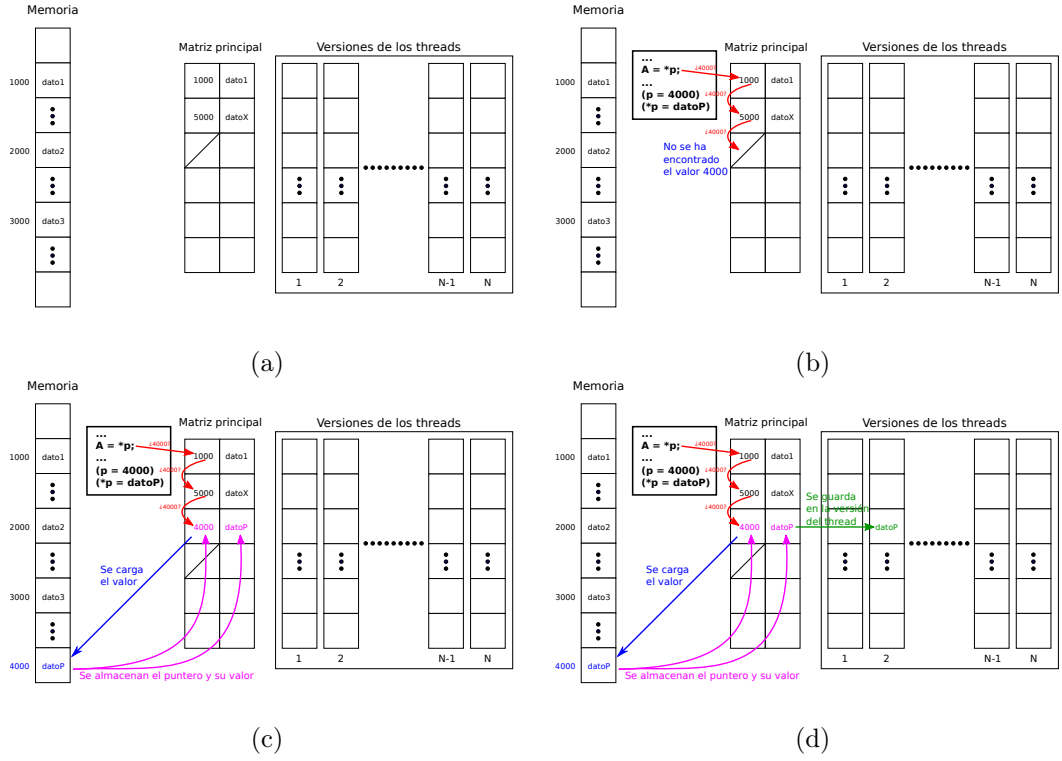 Memoria
Matriz principal
Versiones de los threads
1000 dato1
1000 dato1
5000 datoX
2000 dato2
3000 dato3
1 2 N-1 N
(a)
Memoria
Matriz principal
Versiones de los threads
...
A = *p;
...
(p = 4000)
(*p = datoP)
¿4000?
¿4000?
¿4000?
1000 dato1
1000 dato1
5000 datoX
No se ha
encontrado
el valor 4000
2000 dato2
3000 dato3
1 2 N-1 N
(b)
Memoria
Matriz principal
Versiones de los threads
...
A = *p;
...
(p = 4000)
(*p = datoP)
¿4000?
¿4000?
¿4000?
1000 dato1
1000 dato1
5000 datoX
2000 dato2
4000 datoP
Se carga
el valor
3000 dato3
4000 datoP
Se almacenan el puntero y su valor
1 2 N-1 N
(c)
Memoria
Matriz principal
Versiones de los threads
...
A = *p;
...
(p = 4000)
(*p = datoP)
¿4000?
¿4000?
¿4000?
1000 dato1
1000 dato1
5000 datoX
Se guarda
en la versión
del thread
2000 dato2
4000 datoP
datoP
Se carga
el valor
3000 dato3
4000 datoP
Se almacenan el puntero y su valor
1 2 N-1 N
(d)